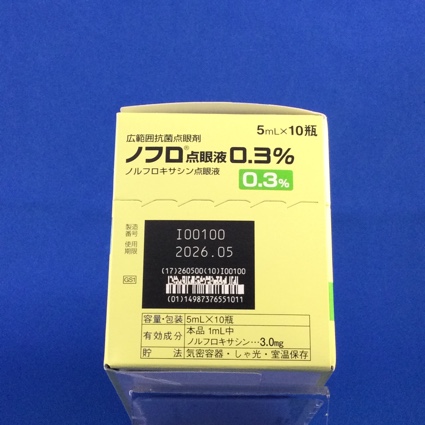 5mL×10瓶
広範囲抗菌点眼剤
ノフロ®点眼液0.3%
ノルフロキサシン点眼液
0.3%
製造番号 I00100
使用期限 2026.05
(17)260500(10)I00100
GS1
(01)14987376551011
容量・包装 5mL×10瓶
有効成分 本品 1mL中
ノルフロキサシン…3.0mg
貯法 気密容器・しゃ光・室温保存